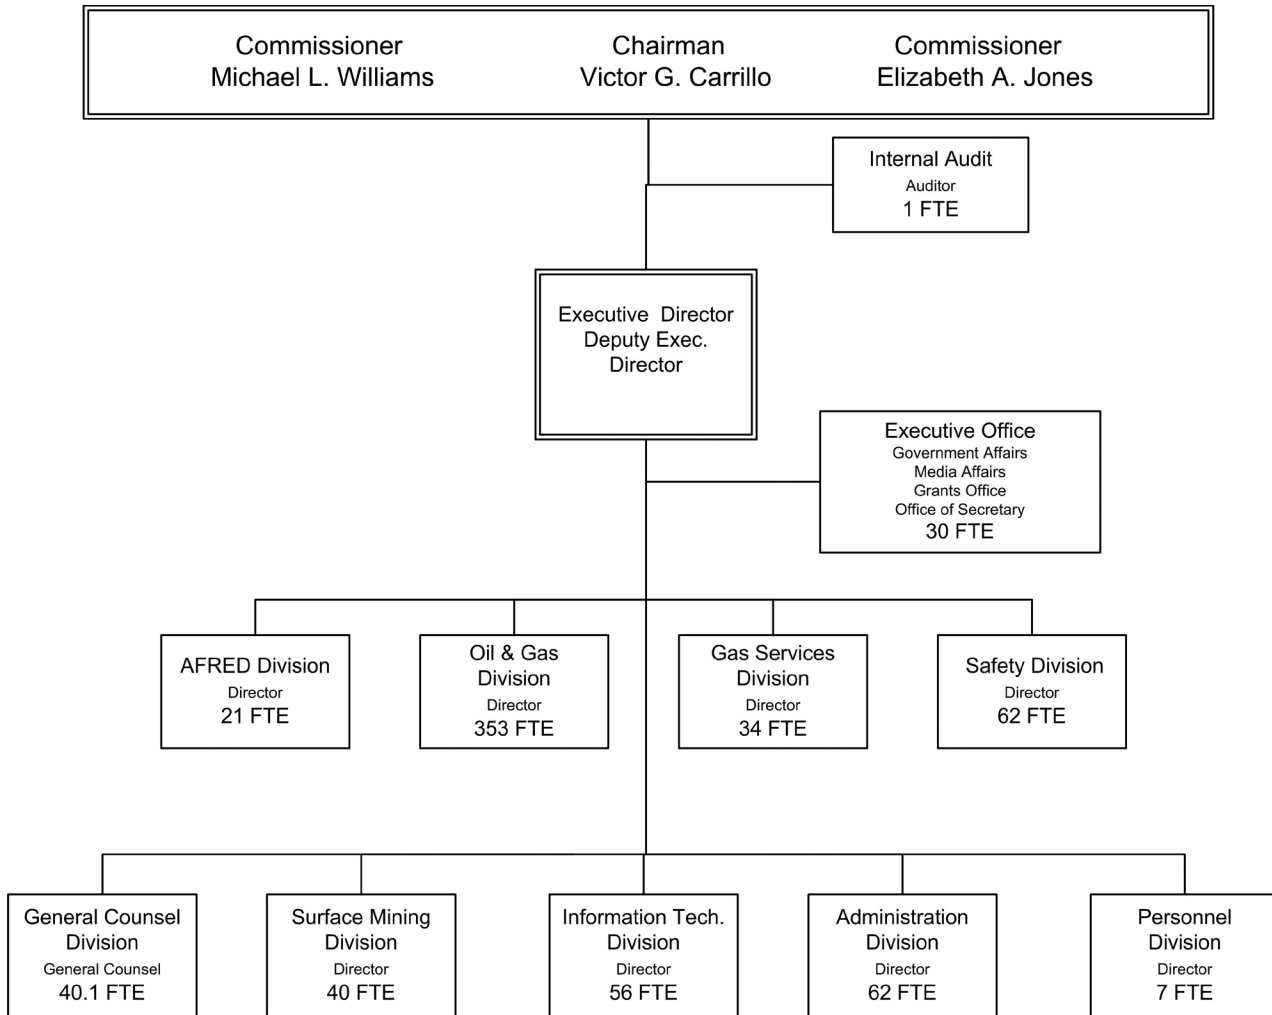 Commissioner
Michael L. Williams
Chairman
Victor G. Carrillo
Commissioner
Elizabeth A. Jones
Internal Audit
Auditor
1 FTE
Executive Director
Deputy Exec.
Director
Executive Office
Government Affairs
Media Affairs
Grants Office
Office of Secretary
30 FTE
AFRED Division
Director
21 FTE
Oil & Gas
Division
Director
353 FTE
Gas Services
Division
Director
34 FTE
Safety Division
Director
62 FTE
General Counsel
Division
General Counsel
40.1 FTE
Surface Mining
Division
Director
40 FTE
Information Tech.
Division
Director
56 FTE
Administration
Division
Director
62 FTE
Personnel
Division
Director
7 FTE